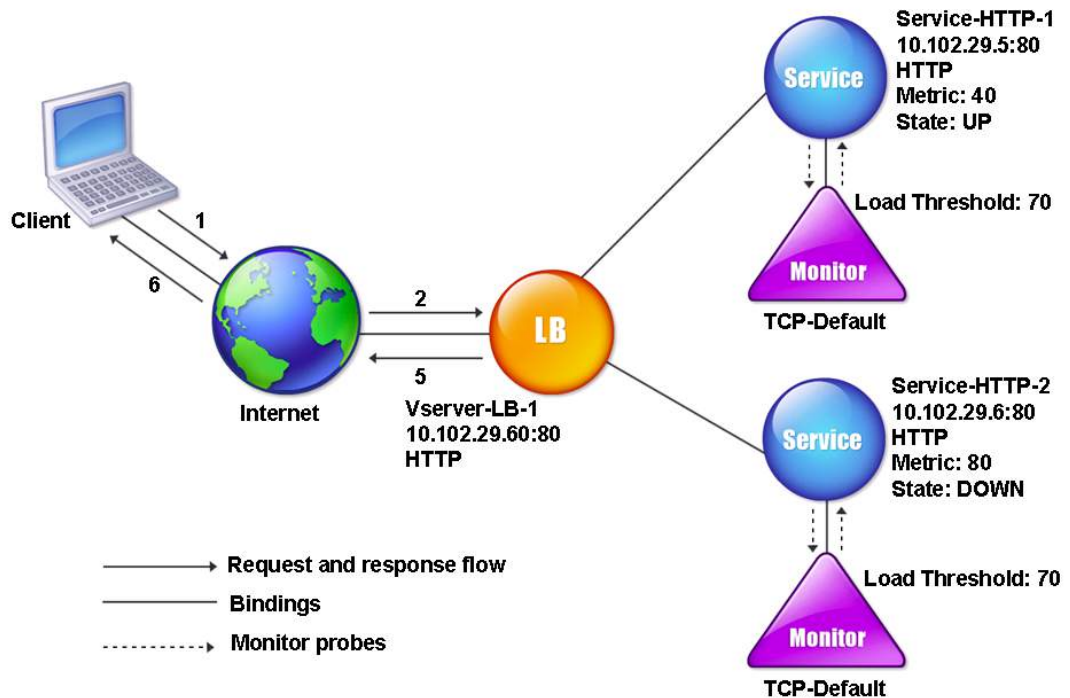 Service-HTTP-1
10.102.29.5:80
HTTP
Metric: 40
State: UP
Service
Load Threshold: 70
Monitor
TCP-Default
Client
1
6
Internet
2
5
LB
Vserver-LB-1
10.102.29.60:80
HTTP
Service-HTTP-2
10.102.29.6:80
HTTP
Metric: 80
State: DOWN
Service
Load Threshold: 70
Monitor
TCP-Default
Request and response flow
Bindings
Monitor probes